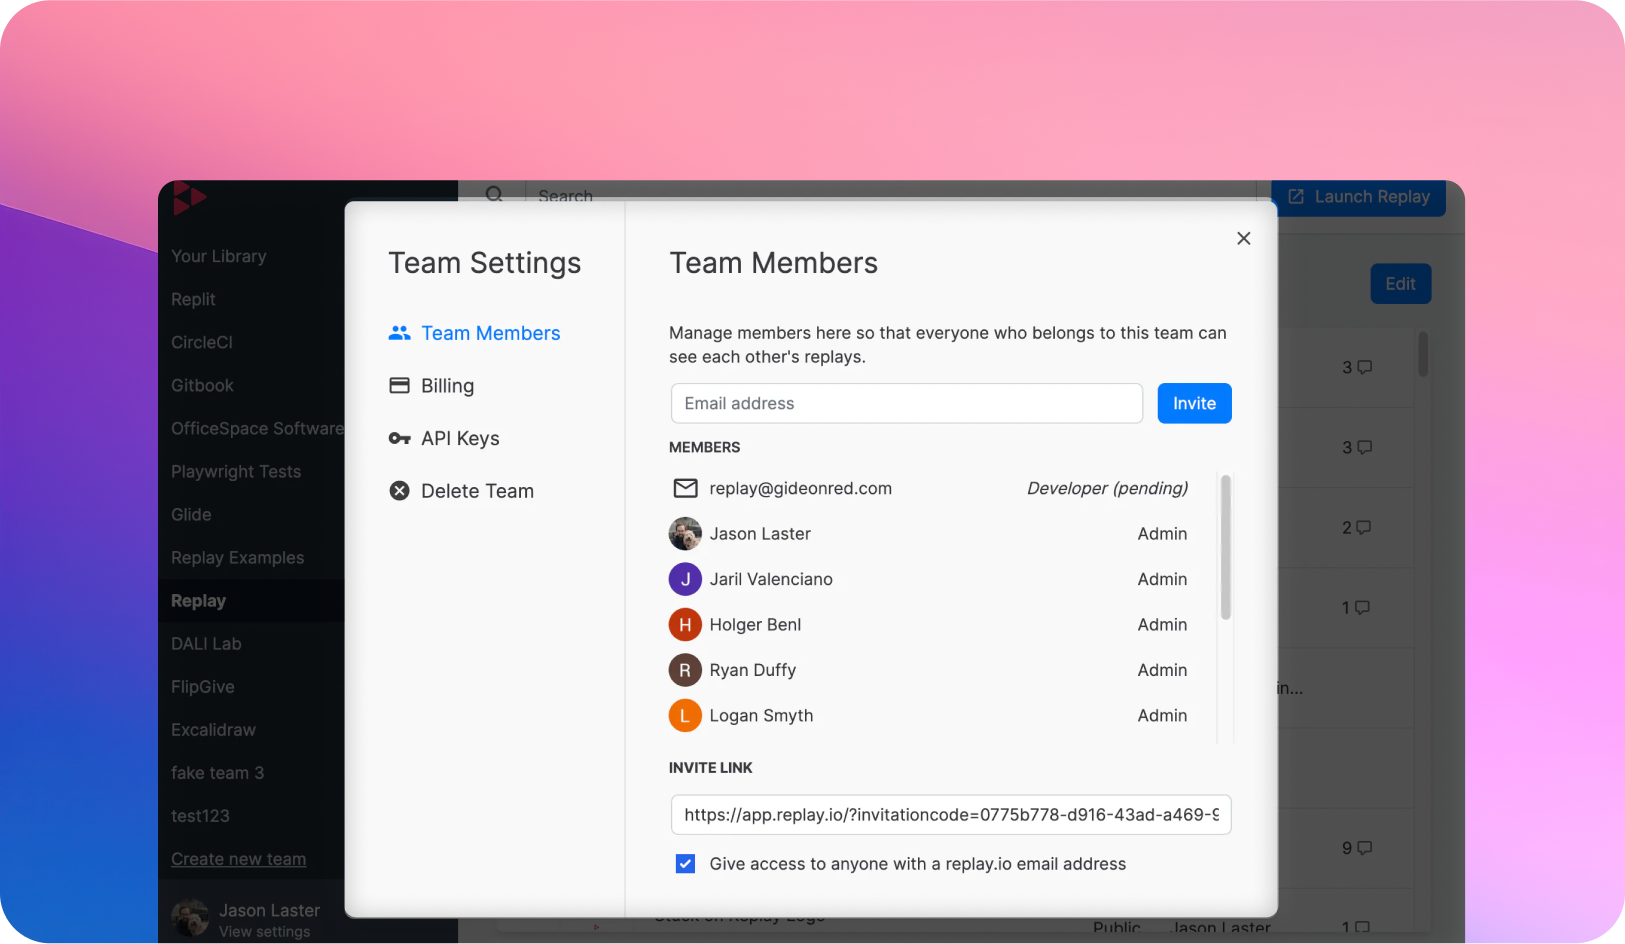 Search
Launch Replay
Your Library
Replit
CircleCI
Gitbook
OfficeSpace Software
Playwright Tests
Glide
Replay Examples
Replay
DALI Lab
FlipGive
Excalidraw
fake team 3
test123
Create new team
Jason Laster
View settings
Team Settings
Team Members
Billing
API Keys
Delete Team
Team Members
Manage members here so that everyone who belongs to this team can
see each other's replays.
Email address
Invite
MEMBERS
replay@gideonred.com Developer (pending)
Jason Laster Admin
J Jaril Valenciano Admin
H Holger Benl Admin
R Ryan Duffy Admin
L Logan Smyth Admin
INVITE LINK
https://app.replay.io/?invitationcode=0775b778-d916-43ad-a469-9
Give access to anyone with a replay.io email address
Edit
3
3
2
1
in...
9
Public Jason Laster 1